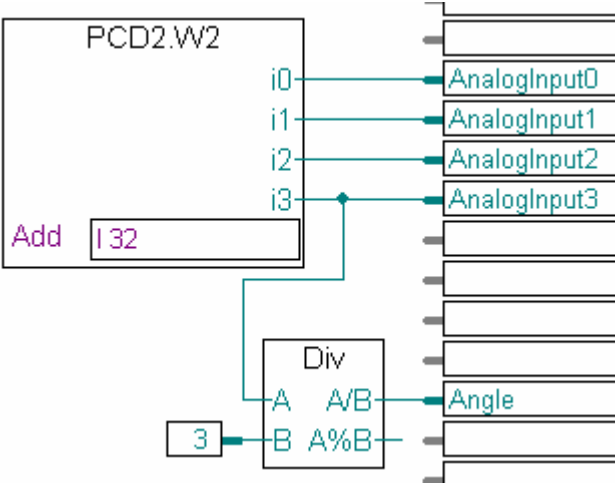 PCD2.W2
i0 AnalogInput0
i1 AnalogInput1
i2 AnalogInput2
i3 AnalogInput3
Add I 32
Div
A A/B Angle
3 B A%B